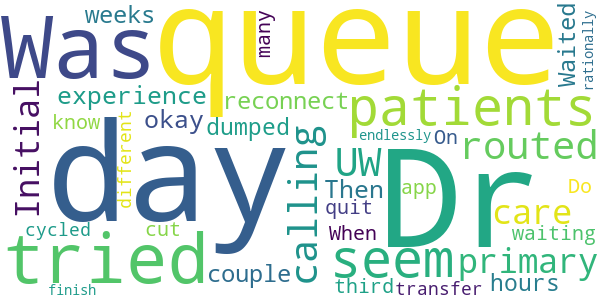 weeks
Was
queue
many
Waited
rationally
Initial
experience
reconnect
patients
know
different
okay
dumped
endlessly
On
routed
day
calling
UW
Dr
Then
app
Do
care
quit
tried
cycled
cut
couple
When
seem
primary
waiting
third
transfer
hours
finish